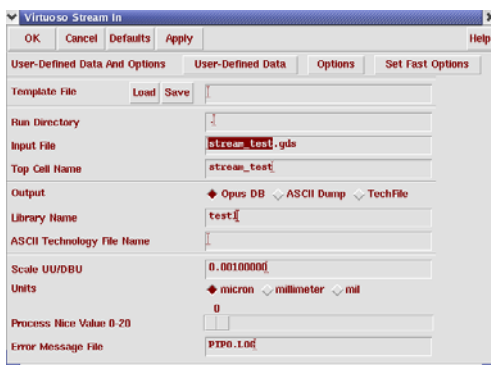 Virtuoso Stream In
OK Cancel Defaults Apply Help
User-Defined Data And Options User-Defined Data Options Set Fast Options
Template File Load Save
Run Directory .
Input File stream_test.gds
Top Cell Name stream_test
Output Opus DB ASCII Dump TechFile
Library Name test1
ASCII Technology File Name
Scale UU/DBU 0.00100000
Units micron millimeter mil
0
Process Nice Value 0-20
Error Message File PIPO.LOG